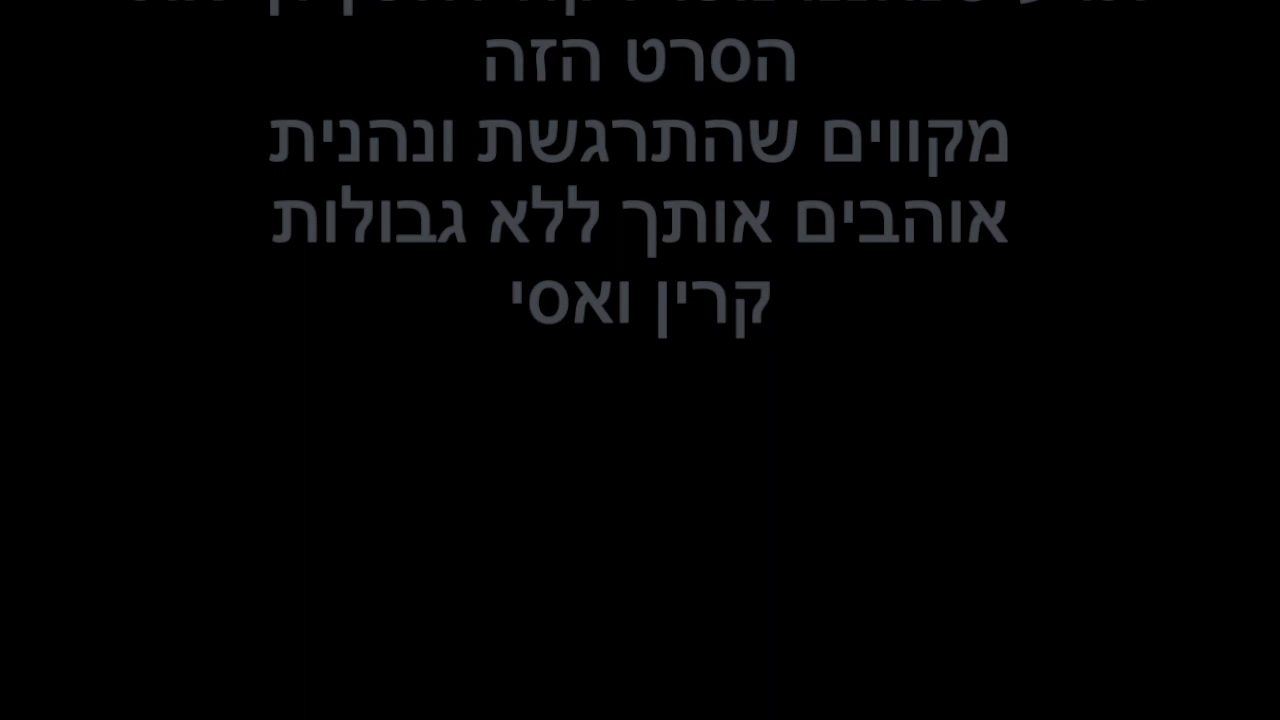 הסרט הזה
מקווים שהתרגשת ונהנית
אוהבים אותך ללא גבולות
קרין ואסי